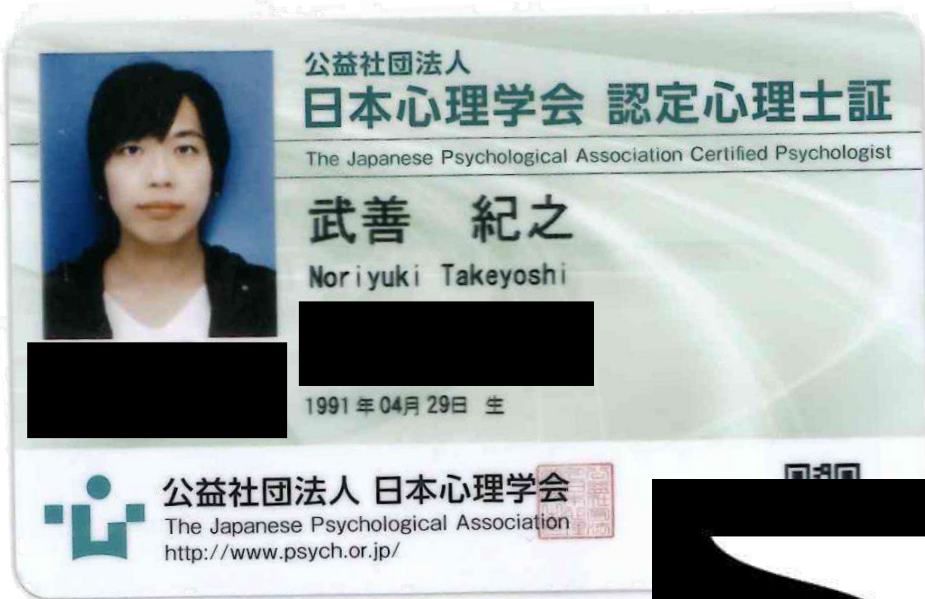 公益社団法人
日本心理学会 認定心理士証
The Japanese Psychological Association Certified Psychologist
武善 紀之
Noriyuki Takeyoshi
1991年04月29日 生
公益社団法人 日本心理学会
The Japanese Psychological Association
http://www.psych.or.jp/